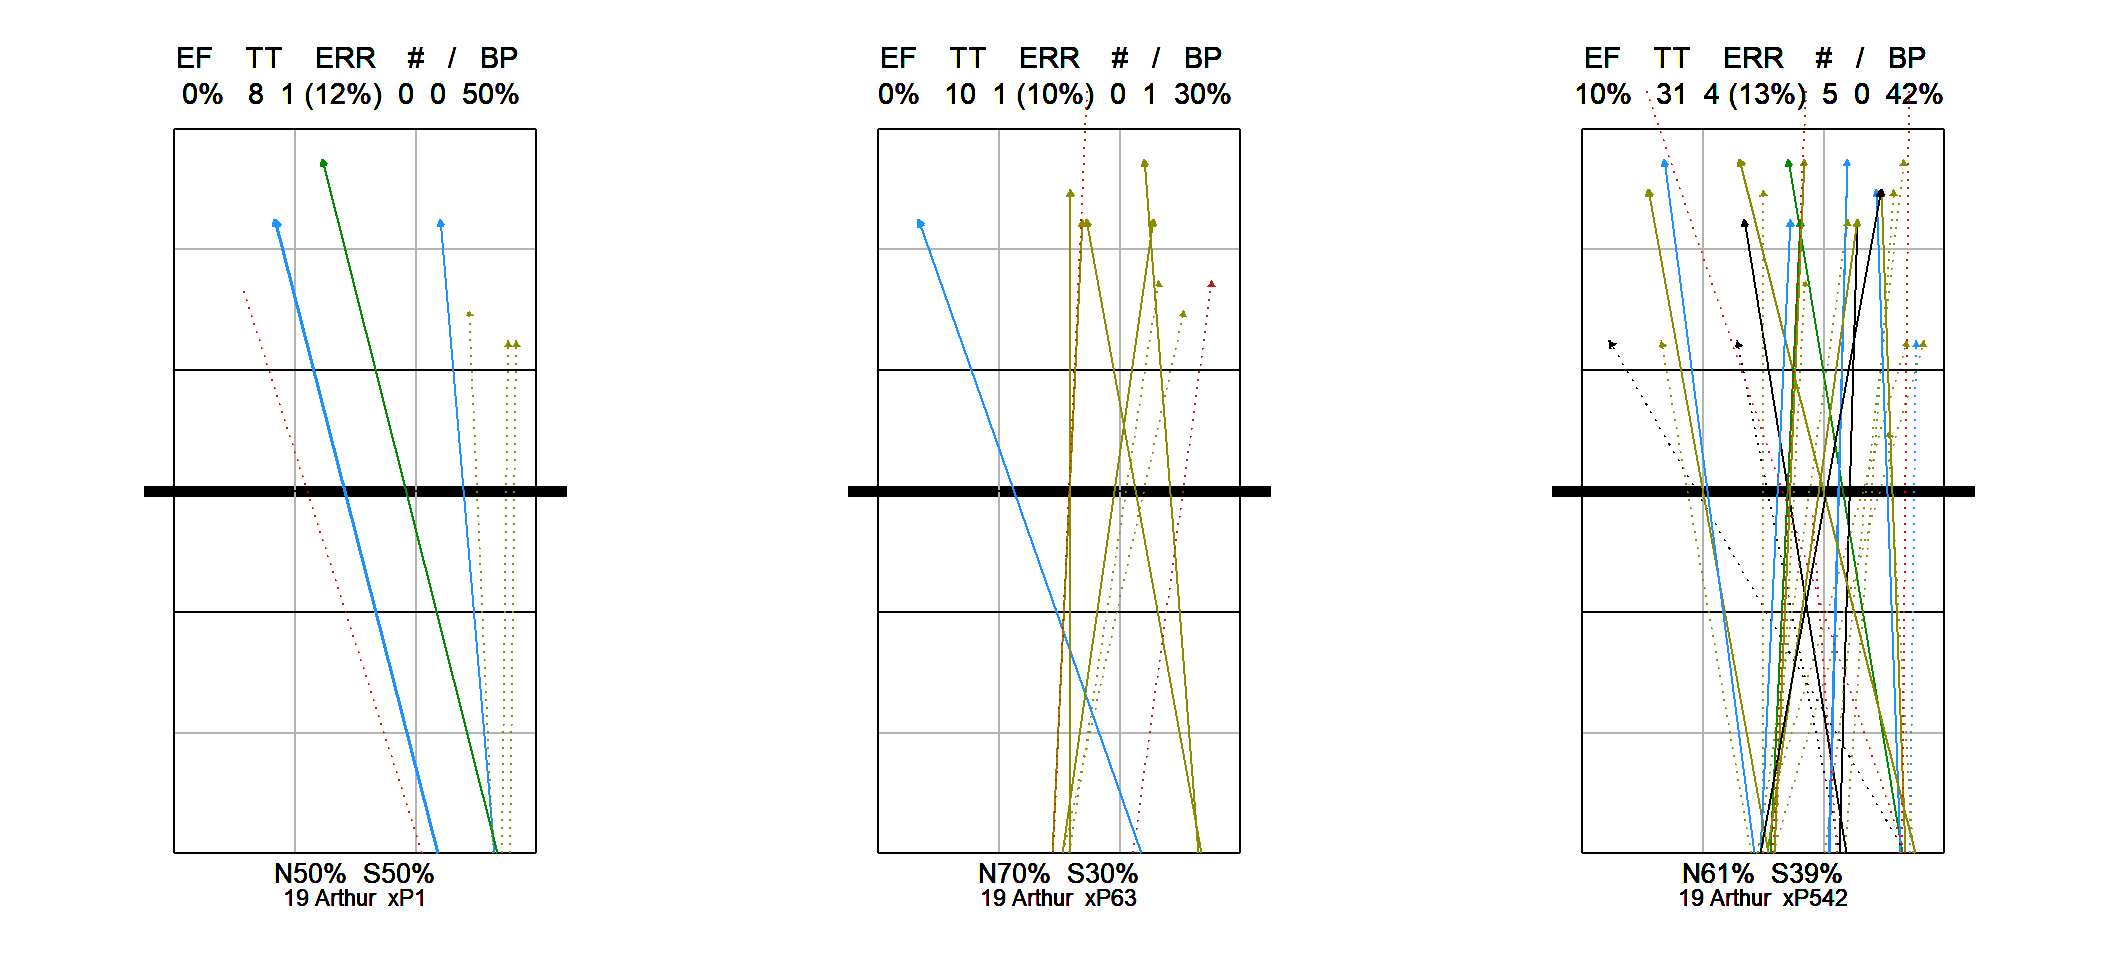 EF TT ERR # / BP
0% 8 1 (12%) 0 0 50%
N50% S50%
19 Arthur xP1
EF TT ERR # / BP
0% 10 1 (10%) 0 1 30%
N70% S30%
19 Arthur xP63
EF TT ERR # / BP
10% 31 4 (13%) 5 0 42%
N61% S39%
19 Arthur xP542